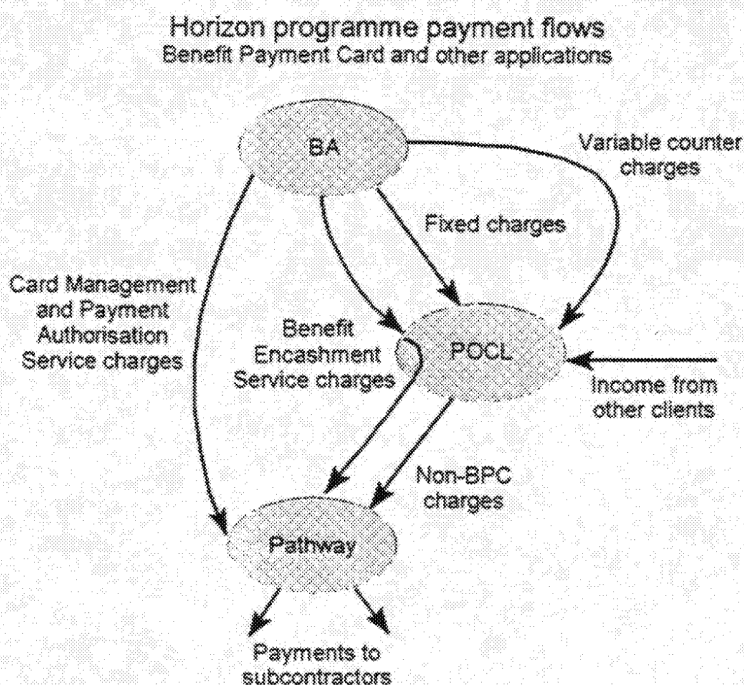 Horizon programme payment flows
Benefit Payment Card and other applications
BA
Variable counter
charges
Fixed charges
Card Management
and Payment
Authorisation
Service charges
Benefit
Encashment
Service charges
POCL
Income from
other clients
Non-BPC
charges
Pathway
Payments to
subcontractors